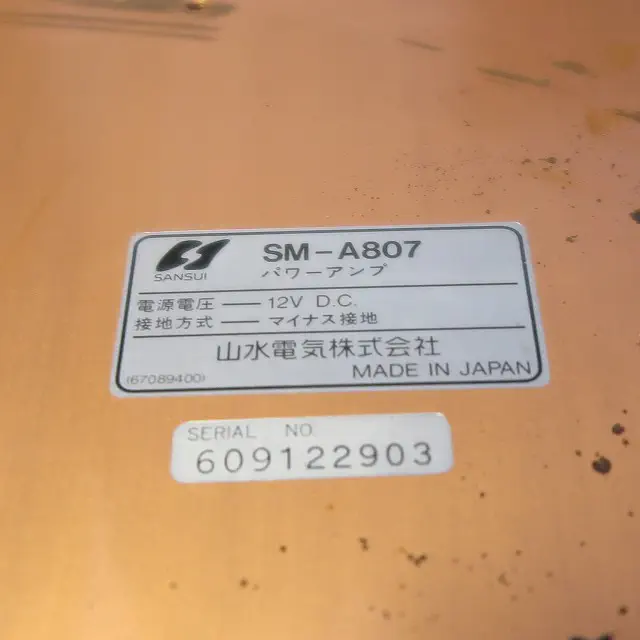 SANSUI
SM-A807
パワーアンプ
電源電圧 — 12V D.C.
接地方式 — マイナス接地
山水電気株式会社
(67089400) MADE IN JAPAN
SERIAL NO.
609122903